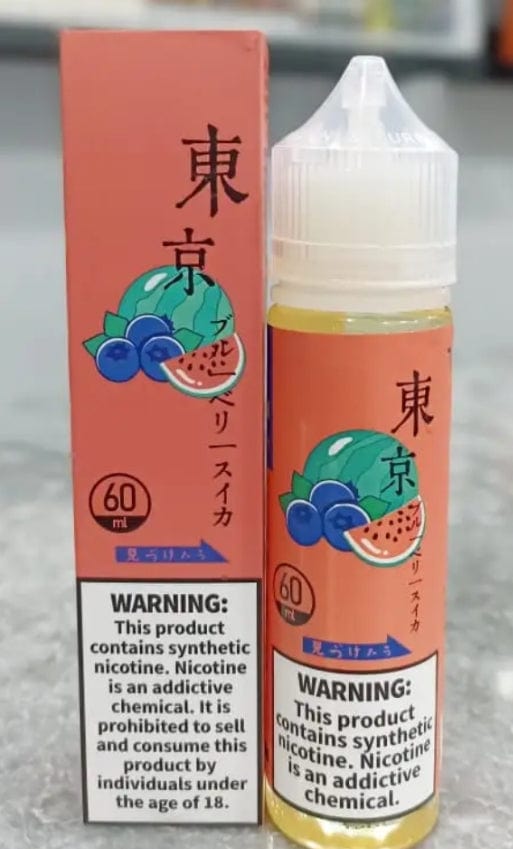 東京
ブルーベリースイカ
60
ml
WARNING:
This product
contains synthetic
nicotine. Nicotine
is an addictive
chemical. It is
prohibited to sell
and consume this
product by
individuals under
the age of 18.
東京
ブルーベリースイカ
60
ml
WARNING:
This product
contains synthetic
nicotine. Nicotine
is an addictive
chemical.